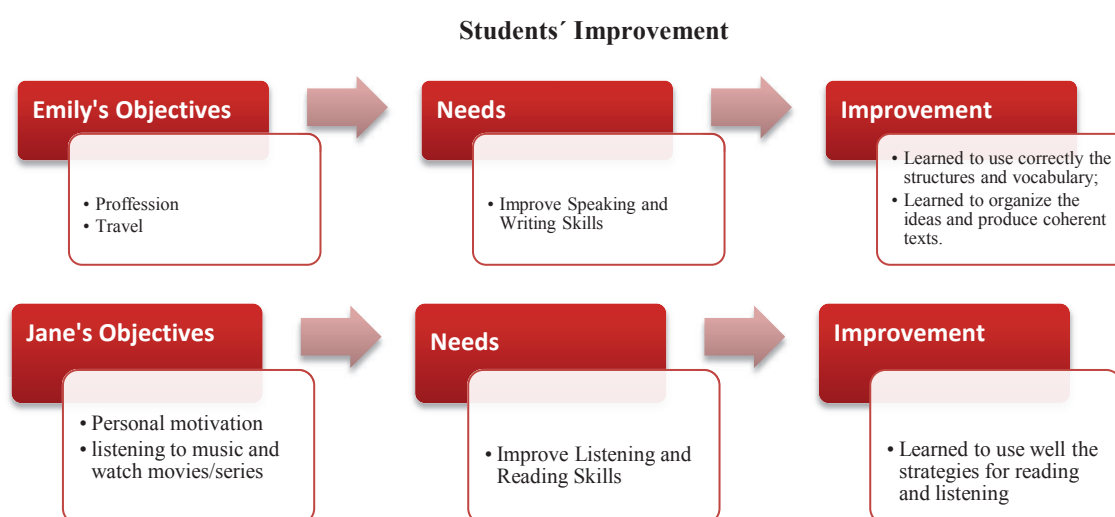 Students´ Improvement
Emily's Objectives
• Proffession
• Travel
Needs
• Improve Speaking and
Writing Skills
Improvement
• Learned to use correctly the
structures and vocabulary;
• Learned to organize the
ideas and produce coherent
texts.
Jane's Objectives
• Personal motivation
• listening to music and
watch movies/series
Needs
• Improve Listening and
Reading Skills
Improvement
• Learned to use well the
strategies for reading
and listening